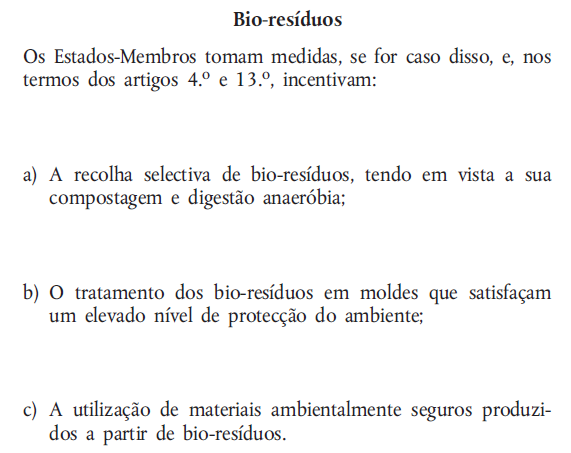 Bio-resíduos
Os Estados-Membros tomam medidas, se for caso disso, e, nos
termos dos artigos 4.º e 13.º, incentivam:
a) A recolha selectiva de bio-resíduos, tendo em vista a sua
compostagem e digestão anaeróbia;
b) O tratamento dos bio-resíduos em moldes que satisfaçam
um elevado nível de protecção do ambiente;
c) A utilização de materiais ambientalmente seguros produzi-
dos a partir de bio-resíduos.